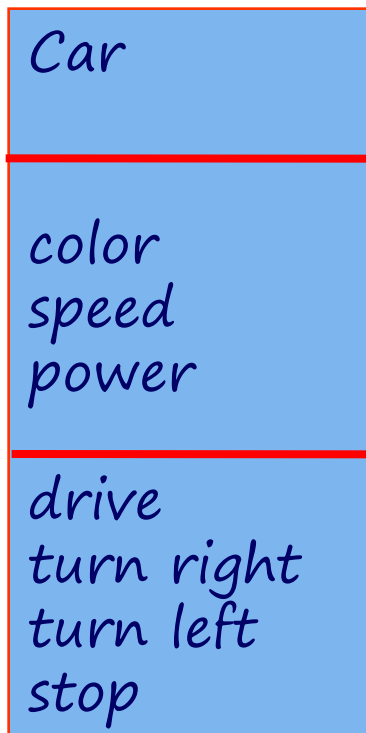 Car
color
speed
power
drive
turn right
turn left
stop